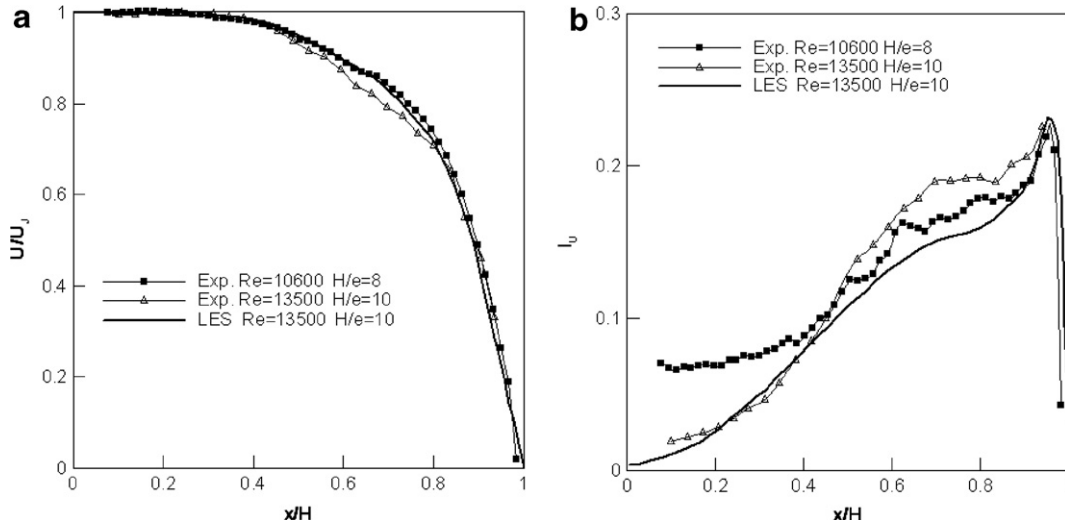 a
1
0.8
0.6
0.4
0.2
0
U/UJ
Exp. Re=10600 H/e=8
Exp. Re=13500 H/e=10
LES Re=13500 H/e=10
0 0.2 0.4 0.6 0.8 1
x/H
b
0.3
0.2
0.1
0
IU
Exp. Re=10600 H/e=8
Exp. Re=13500 H/e=10
LES Re=13500 H/e=10
0 0.2 0.4 0.6 0.8
x/H